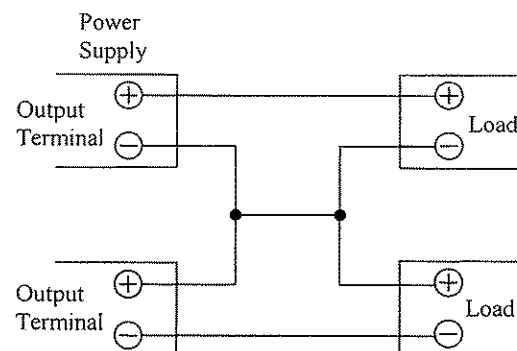 Power
Supply
+
+
Output
Terminal
Load
−
−
+
+
Output
Terminal
Load
−
−